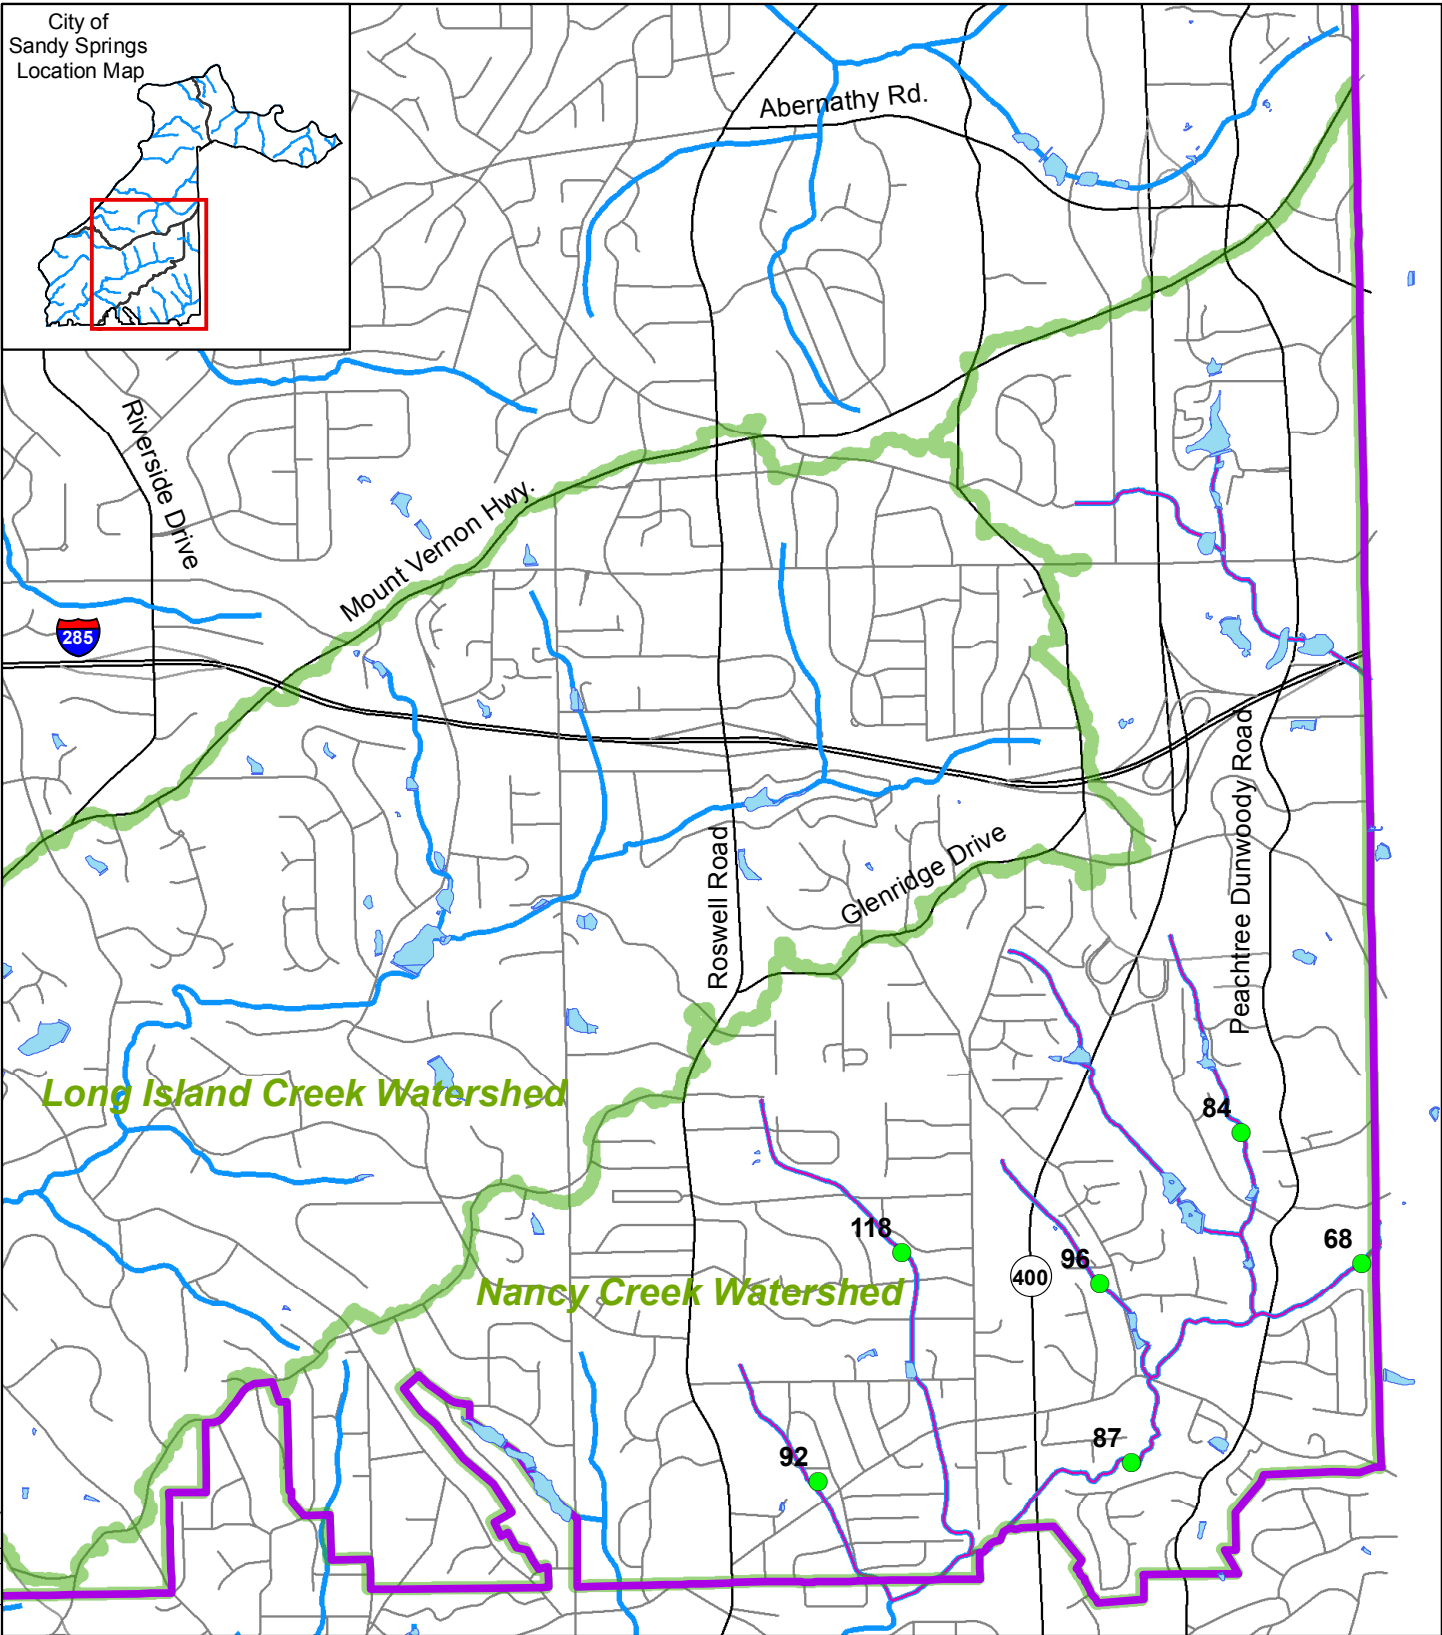 City of
Sandy Springs
Location Map
Abernathy Rd.
Riverside Drive
Mount Vernon Hwy.
285
Peachtree Dunwoody Road
Roswell Road
Glenridge Drive
Long Island Creek Watershed
84
118
68
96
400
Nancy Creek Watershed
87
92